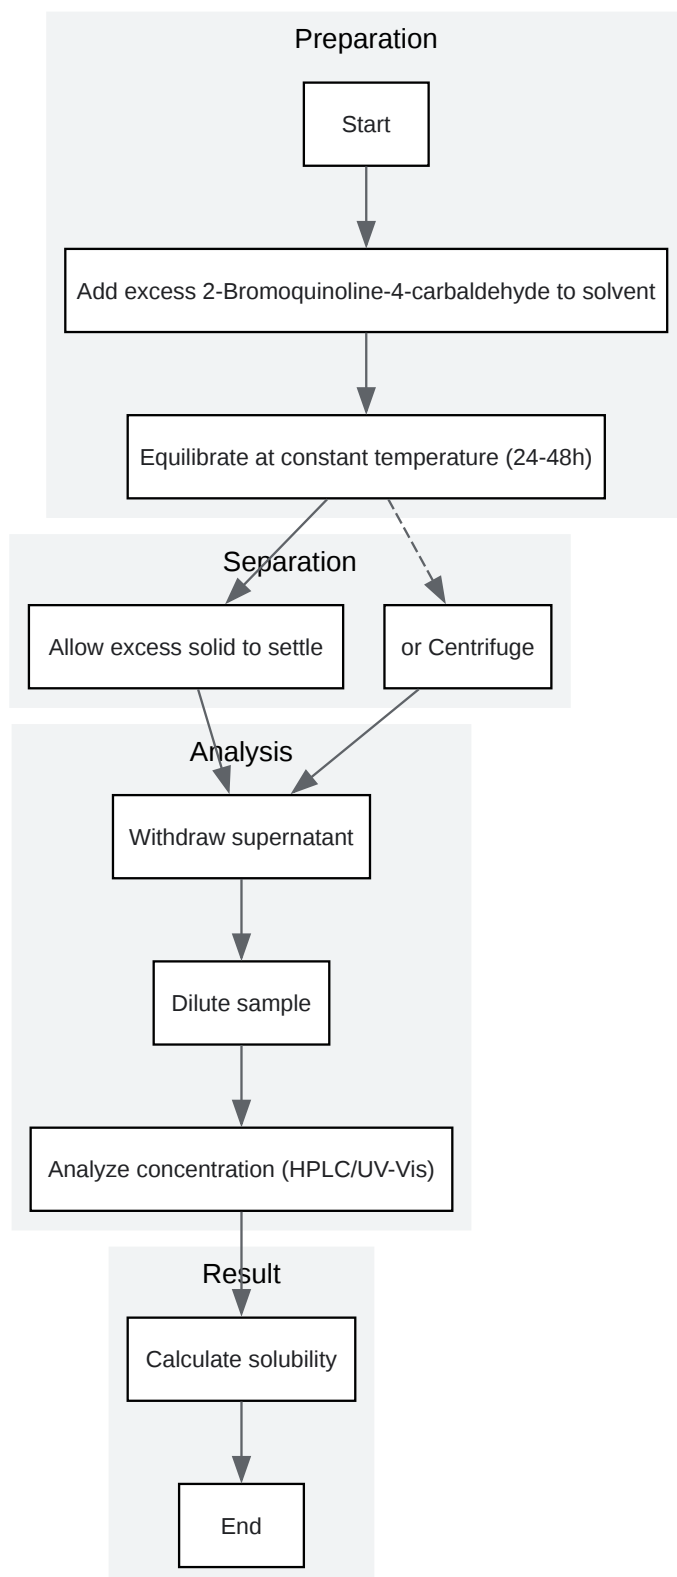 Preparation
Start
Add excess 2-Bromoquinoline-4-carbaldehyde to solvent
Equilibrate at constant temperature (24-48h)
Separation
Allow excess solid to settle
or Centrifuge
Analysis
Withdraw supernatant
Dilute sample
Analyze concentration (HPLC/UV-Vis)
Result
Calculate solubility
End